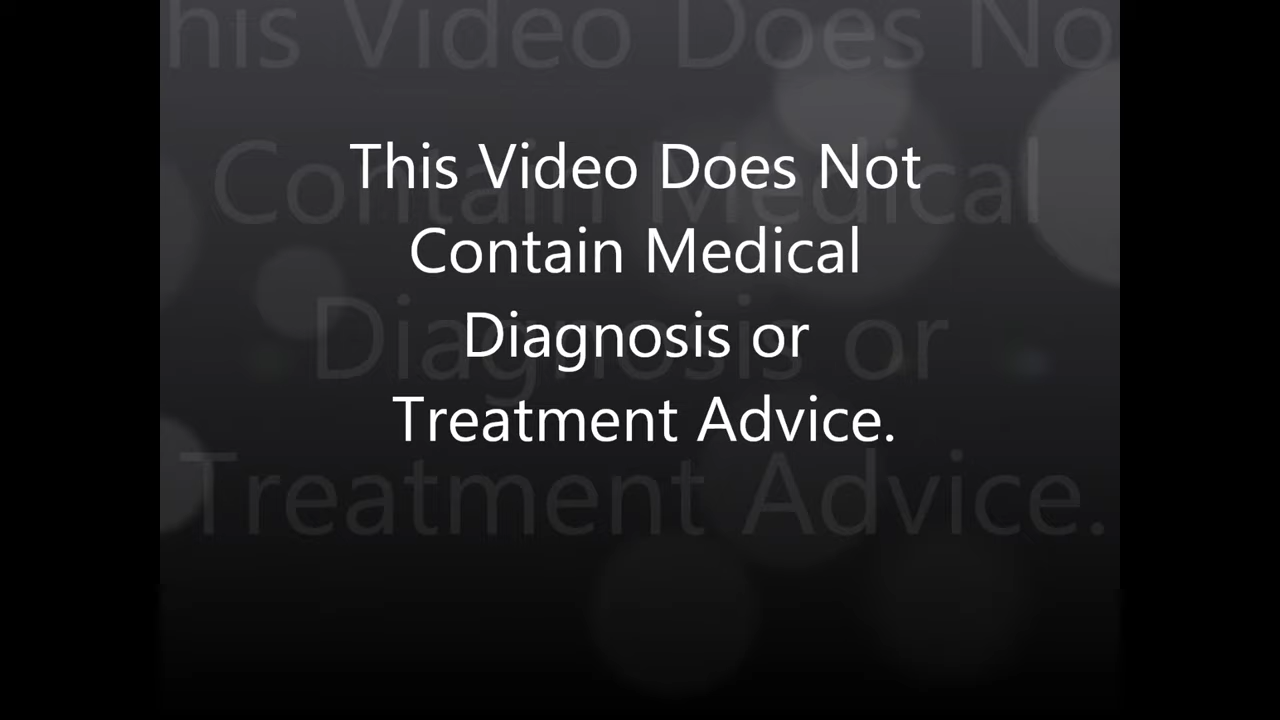 This Video Does Not
Contain Medical
Diagnosis or
Treatment Advice.